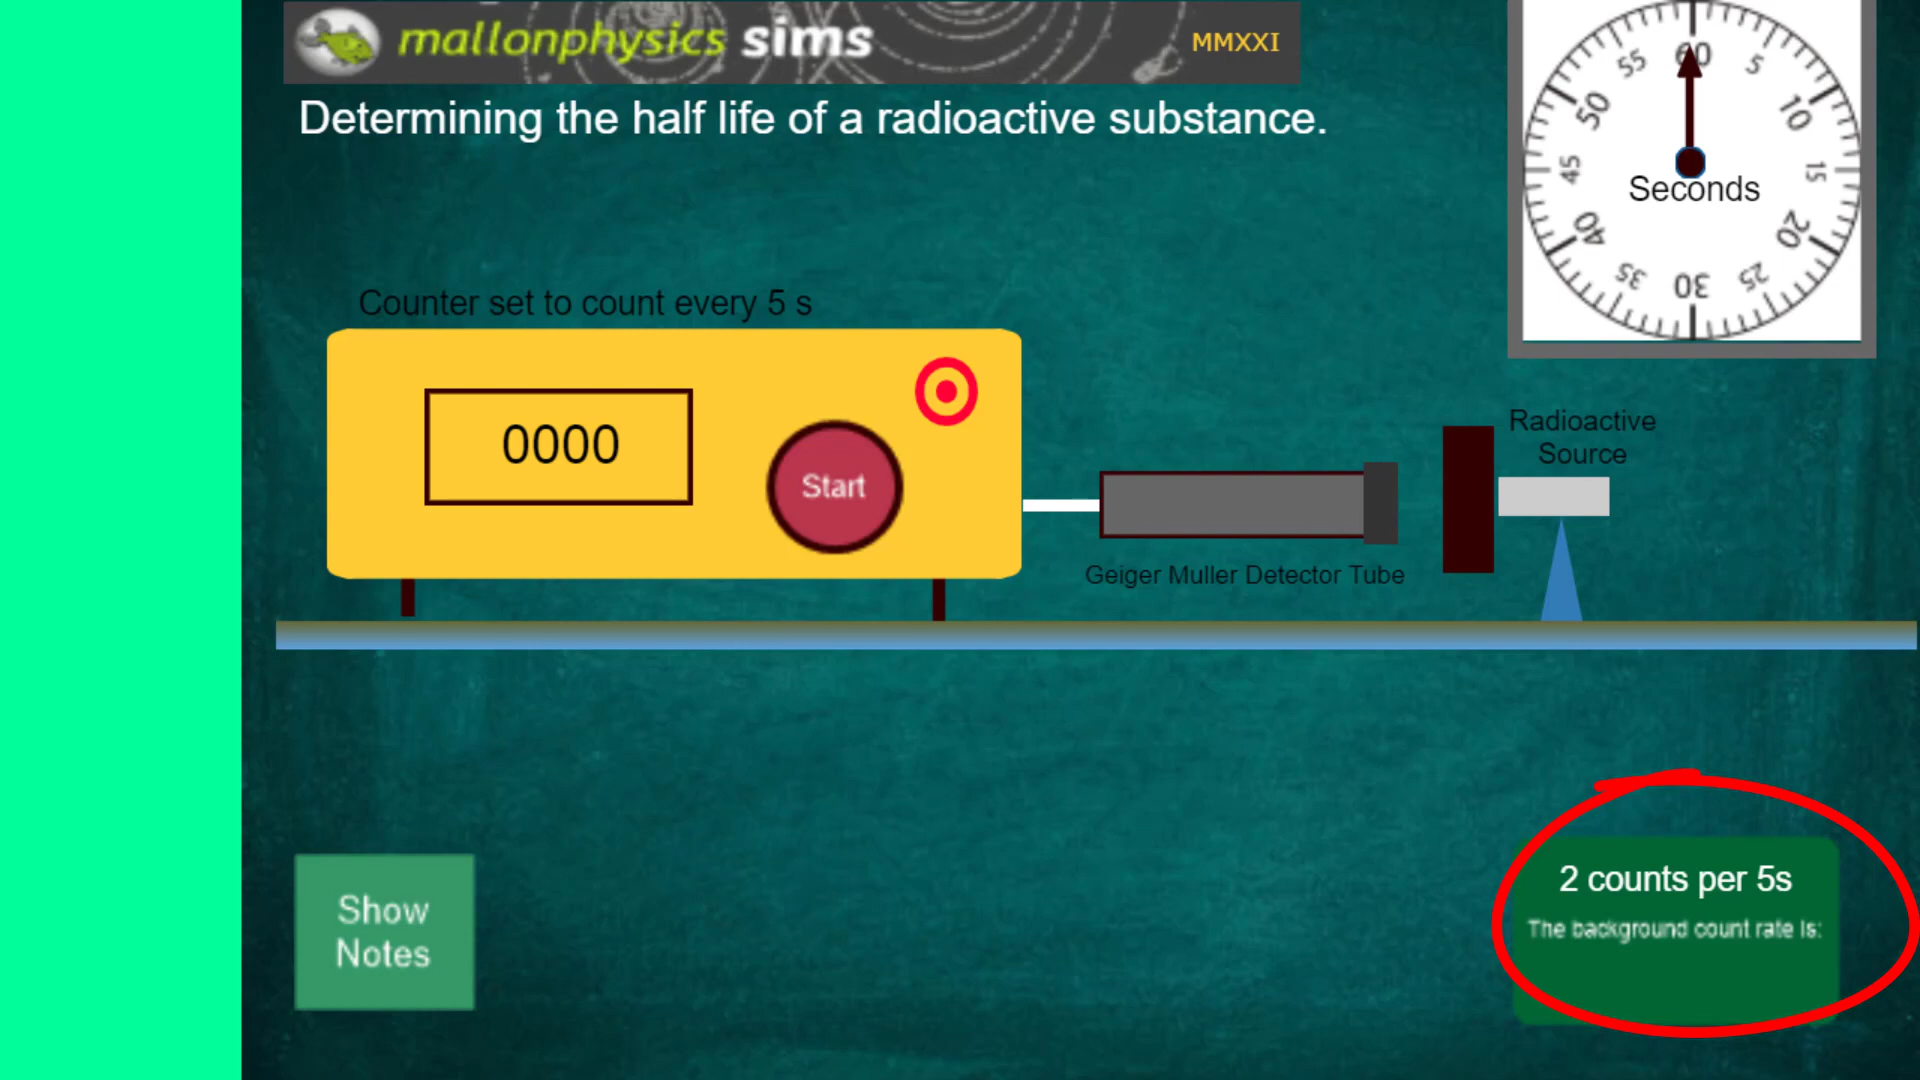 mallonphysics sims
MMXXI
Determining the half life of a radioactive substance.
60
5
10
15
20
25
30
35
40
45
50
55
Seconds
Counter set to count every 5 s
0000
Start
Radioactive
Source
Geiger Muller Detector Tube
Show
Notes
2 counts per 5s
The background count rate is: